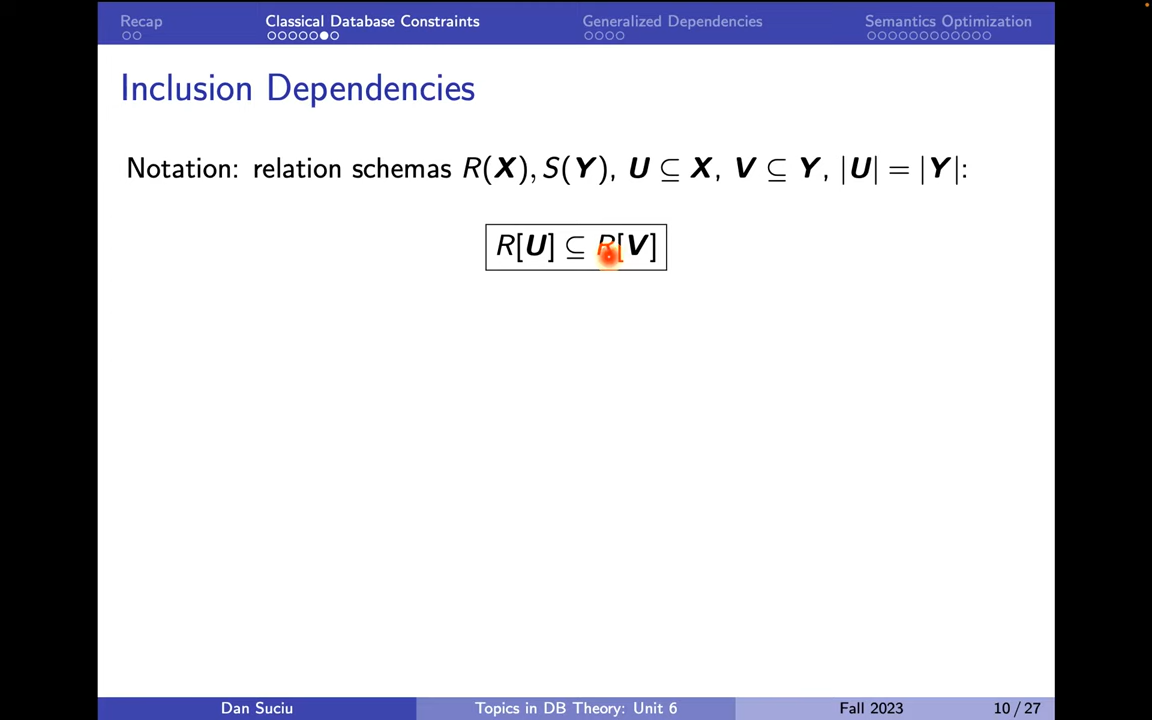 Recap Classical Database Constraints Generalized Dependencies Semantics Optimization
Inclusion Dependencies
Notation: relation schemas R(X), S(Y), U ⊆ X, V ⊆ Y, |U| = |Y|:
R[U] ⊆ R[V]
Dan Suciu Topics in DB Theory: Unit 6 Fall 2023 10 / 27